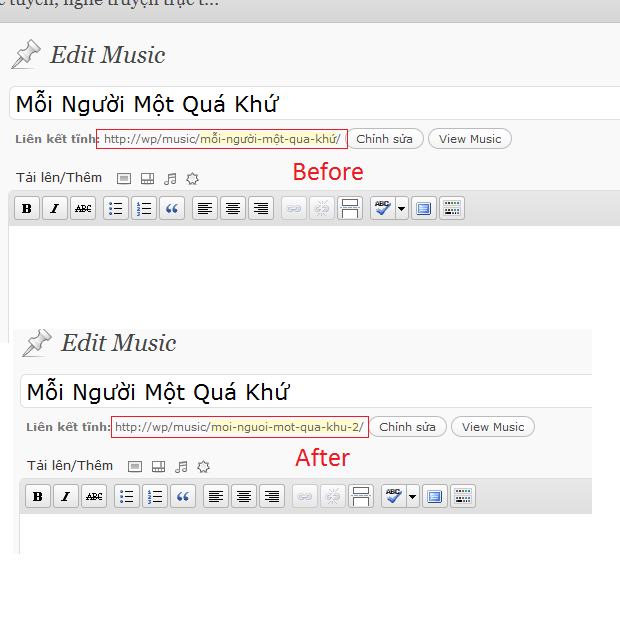 tuyến, nghe truyện trực t...
Edit Music
Mỗi Người Một Quá Khứ
Liên kết tĩnh: http://wp/music/mỗi-người-một-qua-khứ/ Chỉnh sửa View Music
Before
Tải lên/Thêm
B I ABC ABC
Edit Music
Mỗi Người Một Quá Khứ
Liên kết tĩnh: http://wp/music/moi-nguoi-mot-qua-khu-2/ Chỉnh sửa View Music
After
Tải lên/Thêm
B I ABC ABC